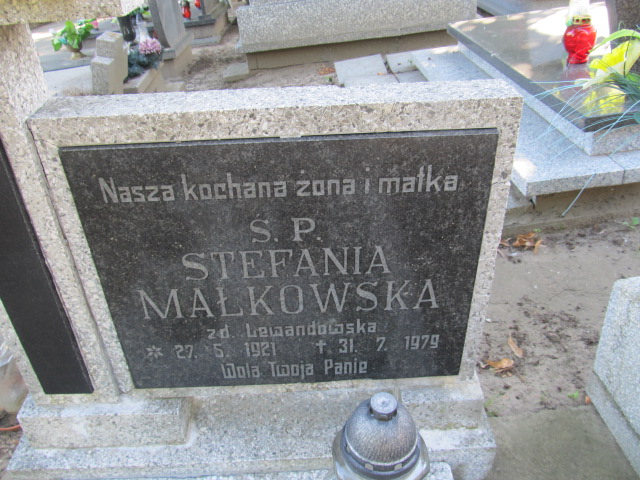 Nasza kochana żona i matka
Ś. P.
STEFANIA
MAŁKOWSKA
zd. Lewandowska
* 27. 5. 1921 † 31. 7. 1979
Wola Twoja Panie